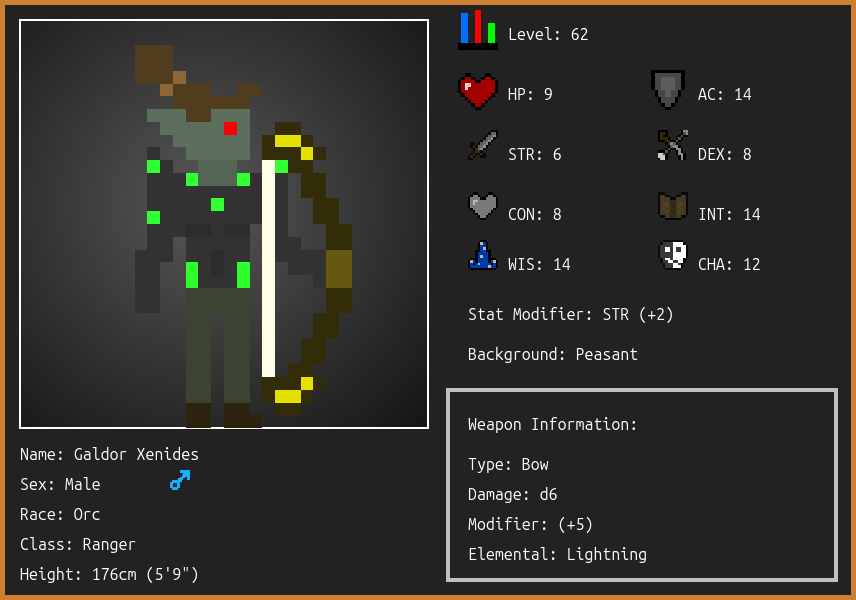 Level: 62
HP: 9
AC: 14
STR: 6
DEX: 8
CON: 8
INT: 14
WIS: 14
CHA: 12
Stat Modifier: STR (+2)
Background: Peasant
Name: Galdor Xenides
Sex: Male
Race: Orc
Class: Ranger
Height: 176cm (5'9")
Weapon Information:
Type: Bow
Damage: d6
Modifier: (+5)
Elemental: Lightning